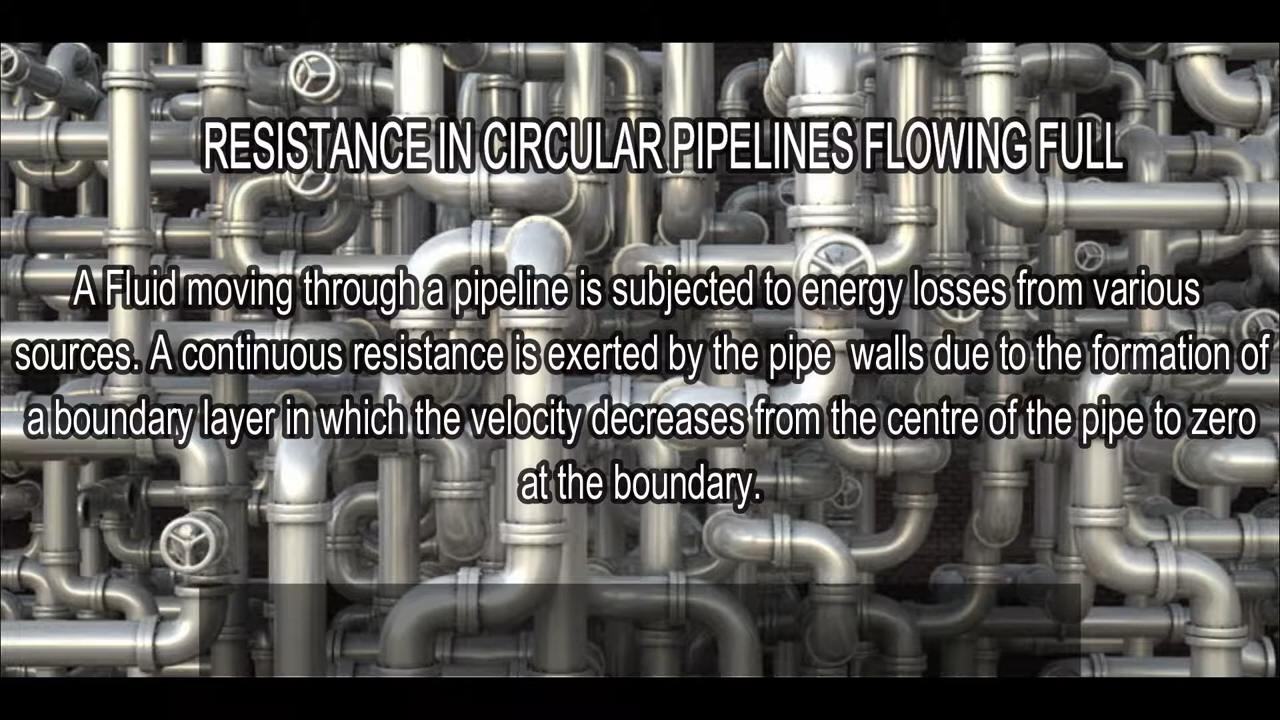 RESISTANCE IN CIRCULAR PIPELINES FLOWING FULL
A Fluid moving through a pipeline is subjected to energy losses from various
sources. A continuous resistance is exerted by the pipe  walls due to the formation of
a boundary layer in which the velocity decreases from the centre of the pipe to zero
at the boundary.